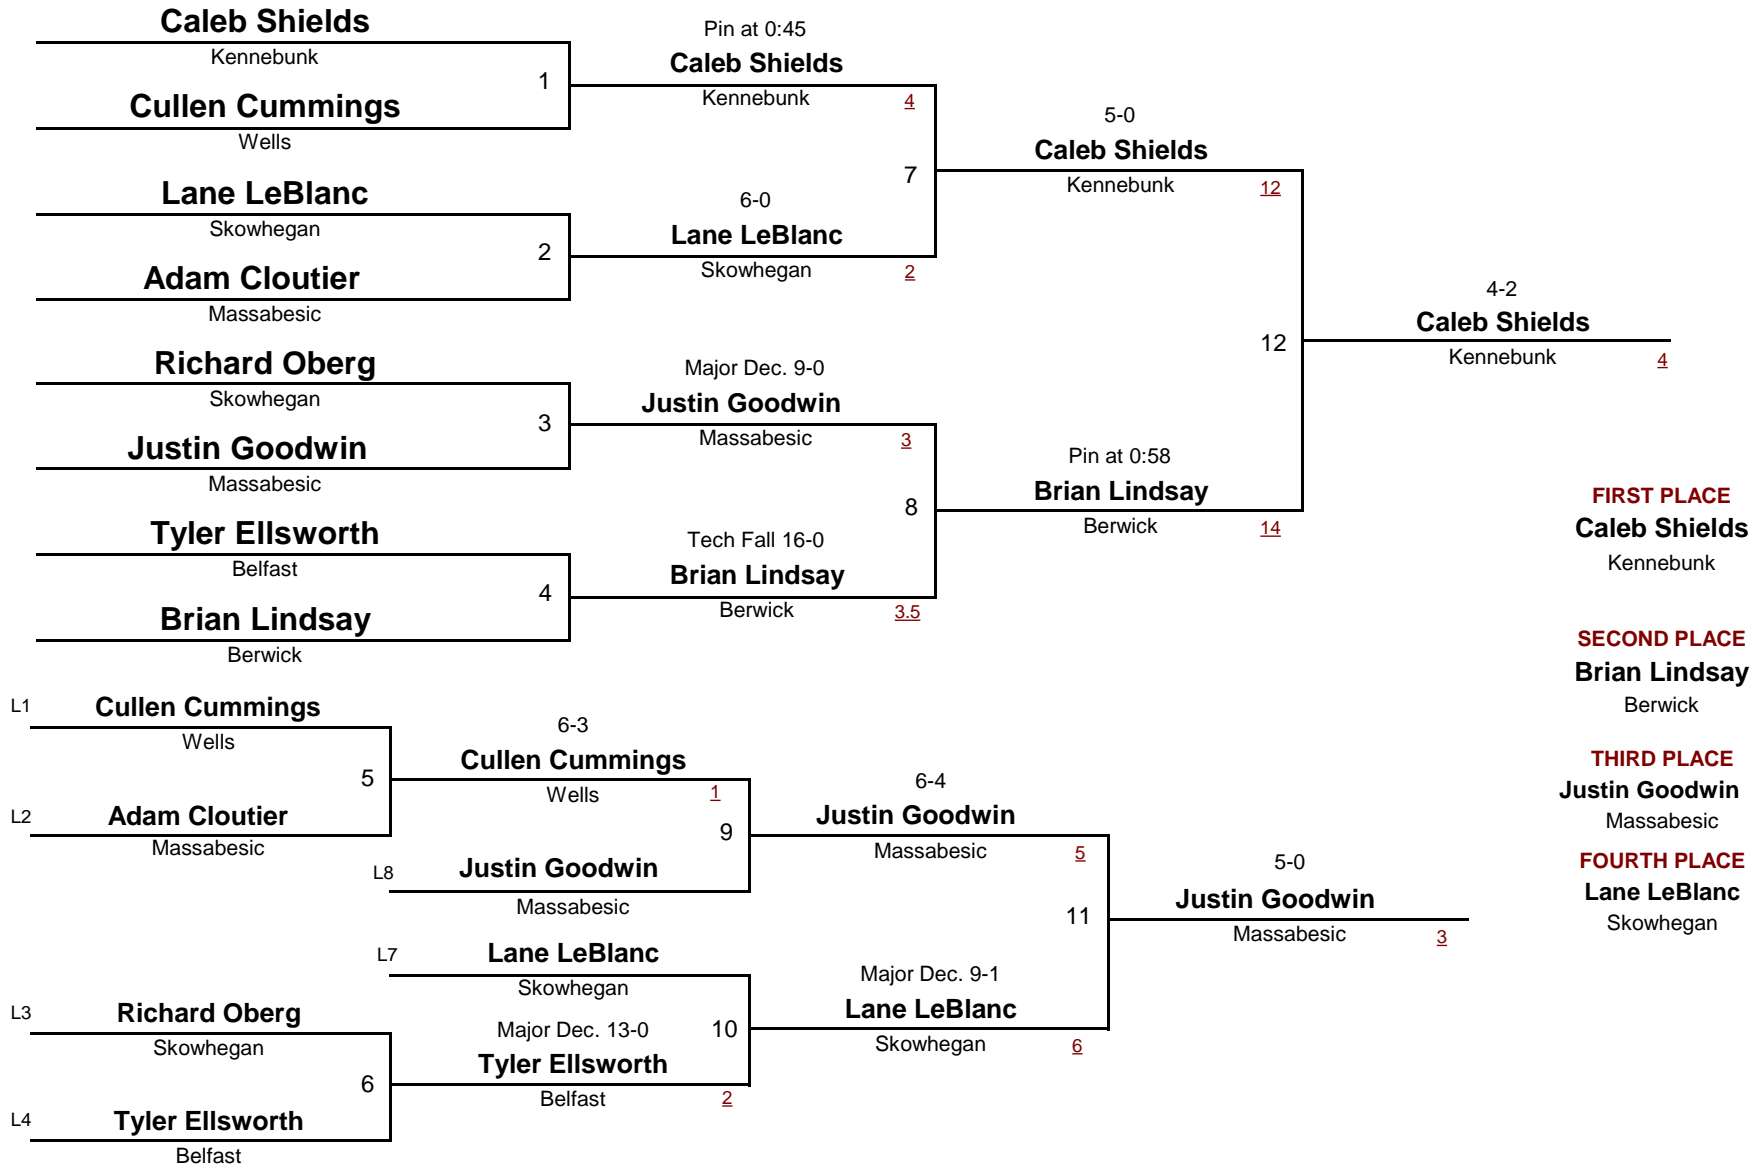 Caleb Shields
Kennebunk
1
Cullen Cummings
Wells
Pin at 0:45
Caleb Shields
Kennebunk
4
Lane LeBlanc
Skowhegan
2
Adam Cloutier
Massabesic
6-0
Lane LeBlanc
Skowhegan
2
7
5-0
Caleb Shields
Kennebunk
12
Richard Oberg
Skowhegan
3
Justin Goodwin
Massabesic
Major Dec. 9-0
Justin Goodwin
Massabesic
3
Tyler Ellsworth
Belfast
4
Brian Lindsay
Berwick
Tech Fall 16-0
Brian Lindsay
Berwick
3.5
8
Pin at 0:58
Brian Lindsay
Berwick
14
12
4-2
Caleb Shields
Kennebunk
4
FIRST PLACE
Caleb Shields
Kennebunk
SECOND PLACE
Brian Lindsay
Berwick
THIRD PLACE
Justin Goodwin
Massabesic
FOURTH PLACE
Lane LeBlanc
Skowhegan
L1
Cullen Cummings
Wells
5
L2
Adam Cloutier
Massabesic
6-3
Cullen Cummings
Wells
1
9
L8
Justin Goodwin
Massabesic
6-4
Justin Goodwin
Massabesic
5
L7
Lane LeBlanc
Skowhegan
L3
Richard Oberg
Skowhegan
6
L4
Tyler Ellsworth
Belfast
Major Dec. 13-0
Tyler Ellsworth
Belfast
2
10
Major Dec. 9-1
Lane LeBlanc
Skowhegan
6
11
5-0
Justin Goodwin
Massabesic
3